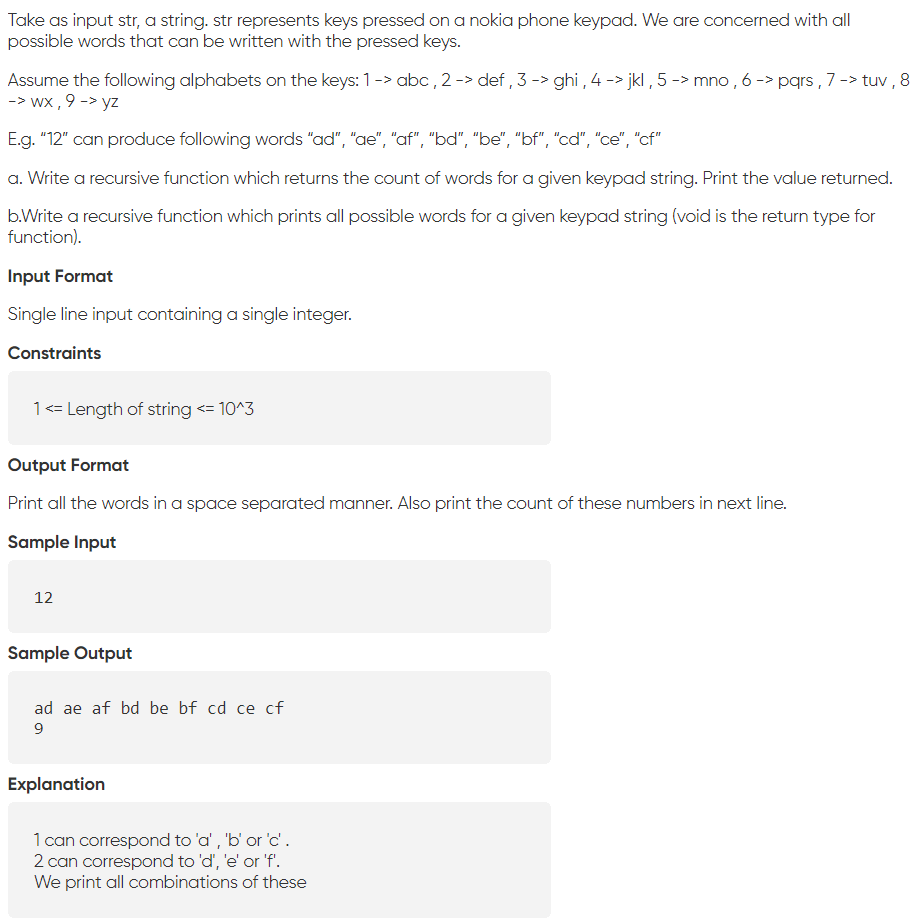 Take as input str, a string. str represents keys pressed on a nokia phone keypad. We are concerned with all
possible words that can be written with the pressed keys.
Assume the following alphabets on the keys: 1 -> abc , 2 -> def , 3 -> ghi , 4 -> jkl , 5 -> mno , 6 -> pqrs , 7 -> tuv , 8
-> wx , 9 -> yz
E.g. “12” can produce following words “ad”, “ae”, “af”, “bd”, “be”, “bf”, “cd”, “ce”, “cf”
a. Write a recursive function which returns the count of words for a given keypad string. Print the value returned.
b.Write a recursive function which prints all possible words for a given keypad string (void is the return type for
function).
Input Format
Single line input containing a single integer.
Constraints
1 <= Length of string <= 10^3
Output Format
Print all the words in a space separated manner. Also print the count of these numbers in next line.
Sample Input
12
Sample Output
ad ae af bd be bf cd ce cf
9
Explanation
1 can correspond to 'a' , 'b' or 'c' .
2 can correspond to 'd', 'e' or 'f'.
We print all combinations of these